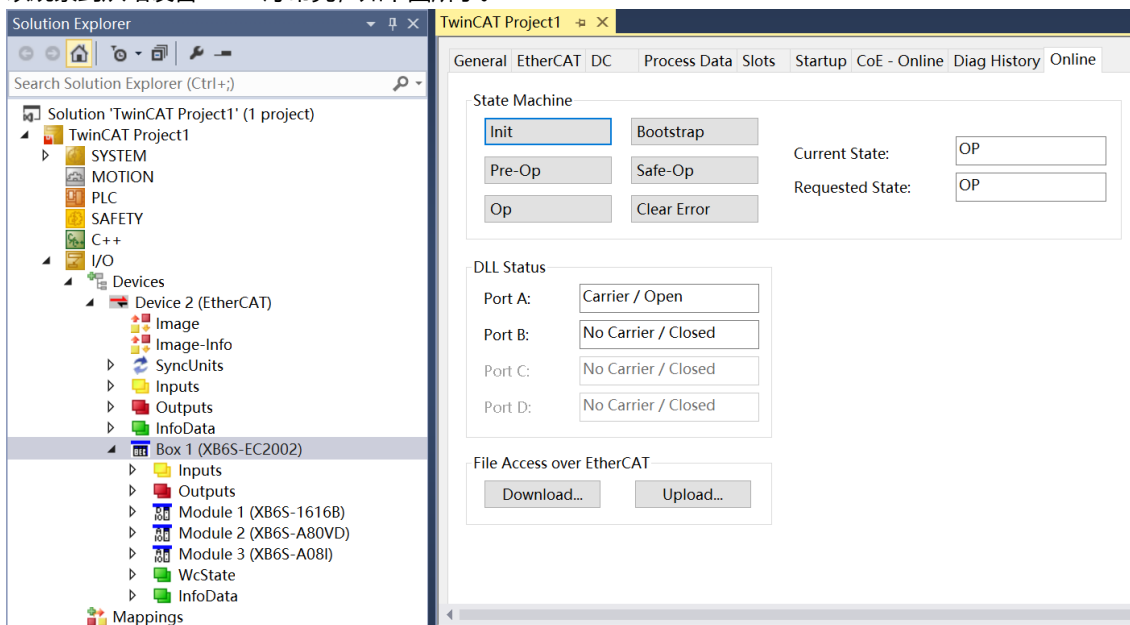 Solution Explorer
Search Solution Explorer (Ctrl+;)
Solution 'TwinCAT Project1' (1 project)
TwinCAT Project1
SYSTEM
MOTION
PLC
SAFETY
C++
I/O
Devices
Device 2 (EtherCAT)
Image
Image-Info
SyncUnits
Inputs
Outputs
InfoData
Box 1 (XB6S-EC2002)
Inputs
Outputs
Module 1 (XB6S-1616B)
Module 2 (XB6S-A80VD)
Module 3 (XB6S-A08I)
WcState
InfoData
Mappings
TwinCAT Project1
General EtherCAT DC Process Data Slots Startup CoE - Online Diag History Online
State Machine
Init Bootstrap
Pre-Op Safe-Op
Op Clear Error
Current State: OP
Requested State: OP
DLL Status
Port A: Carrier / Open
Port B: No Carrier / Closed
Port C: No Carrier / Closed
Port D: No Carrier / Closed
File Access over EtherCAT
Download... Upload...